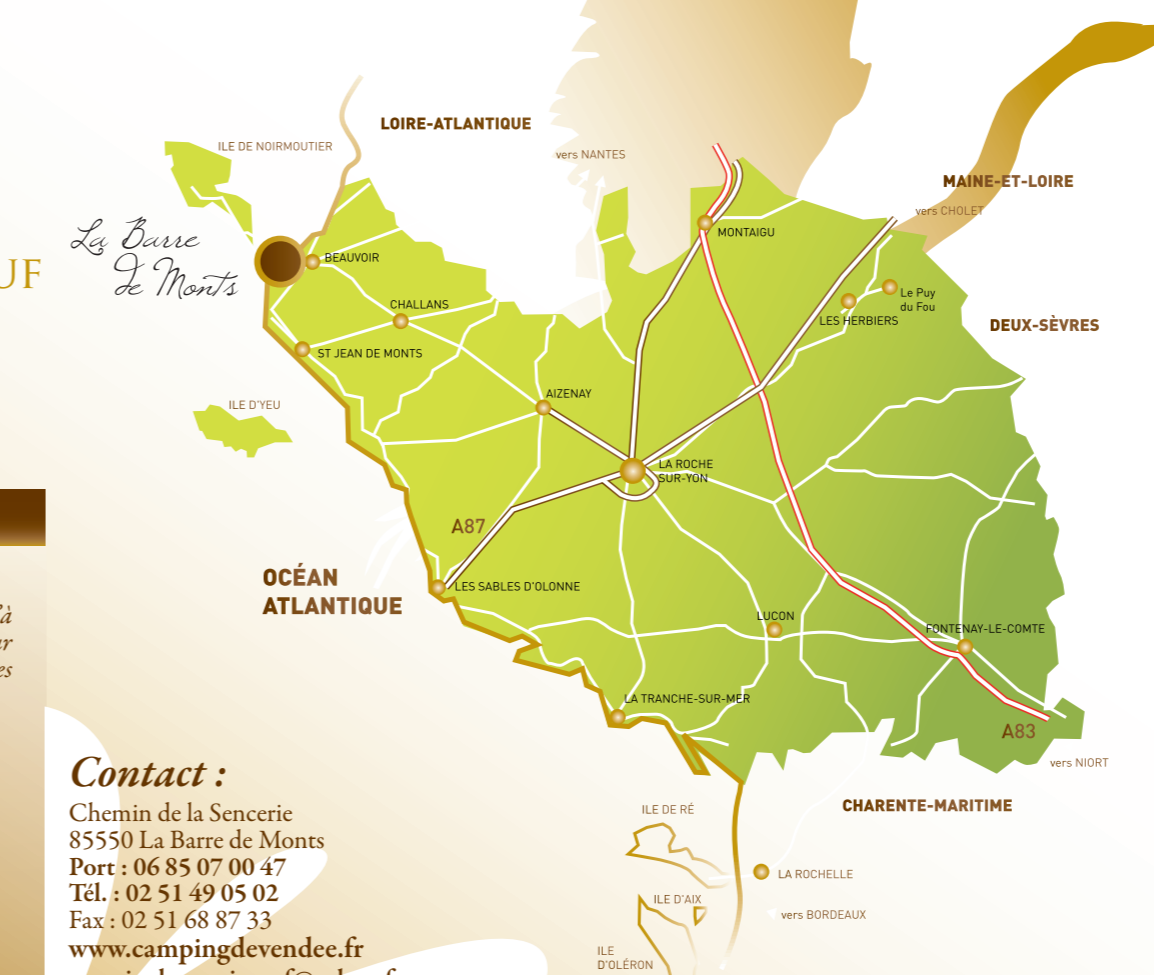 LOIRE-ATLANTIQUE
ILE DE NOIRMOUTIER
vers NANTES
MAINE-ET-LOIRE
vers CHOLET
La Barre
de Monts
UF
MONTAIGU
BEAUVOIR
CHALLANS
Le Puy
du Fou
LES HERBIERS
DEUX-SÈVRES
ST JEAN DE MONTS
AIZENAY
ILE D'YEU
LA ROCHE
SUR-YON
A87
OCÉAN
ATLANTIQUE
LES SABLES D'OLONNE
LUCON
FONTENAY-LE-COMTE
'à
ur
es
LA TRANCHE-SUR-MER
A83
vers NIORT
CHARENTE-MARITIME
ILE DE RÉ
LA ROCHELLE
ILE D'AIX
vers BORDEAUX
ILE
D'OLÉRON
Contact :
Chemin de la Sencerie
85550 La Barre de Monts
Port : 06 85 07 00 47
Tél. : 02 51 49 05 02
Fax : 02 51 68 87 33
www.campingdevendee.fr